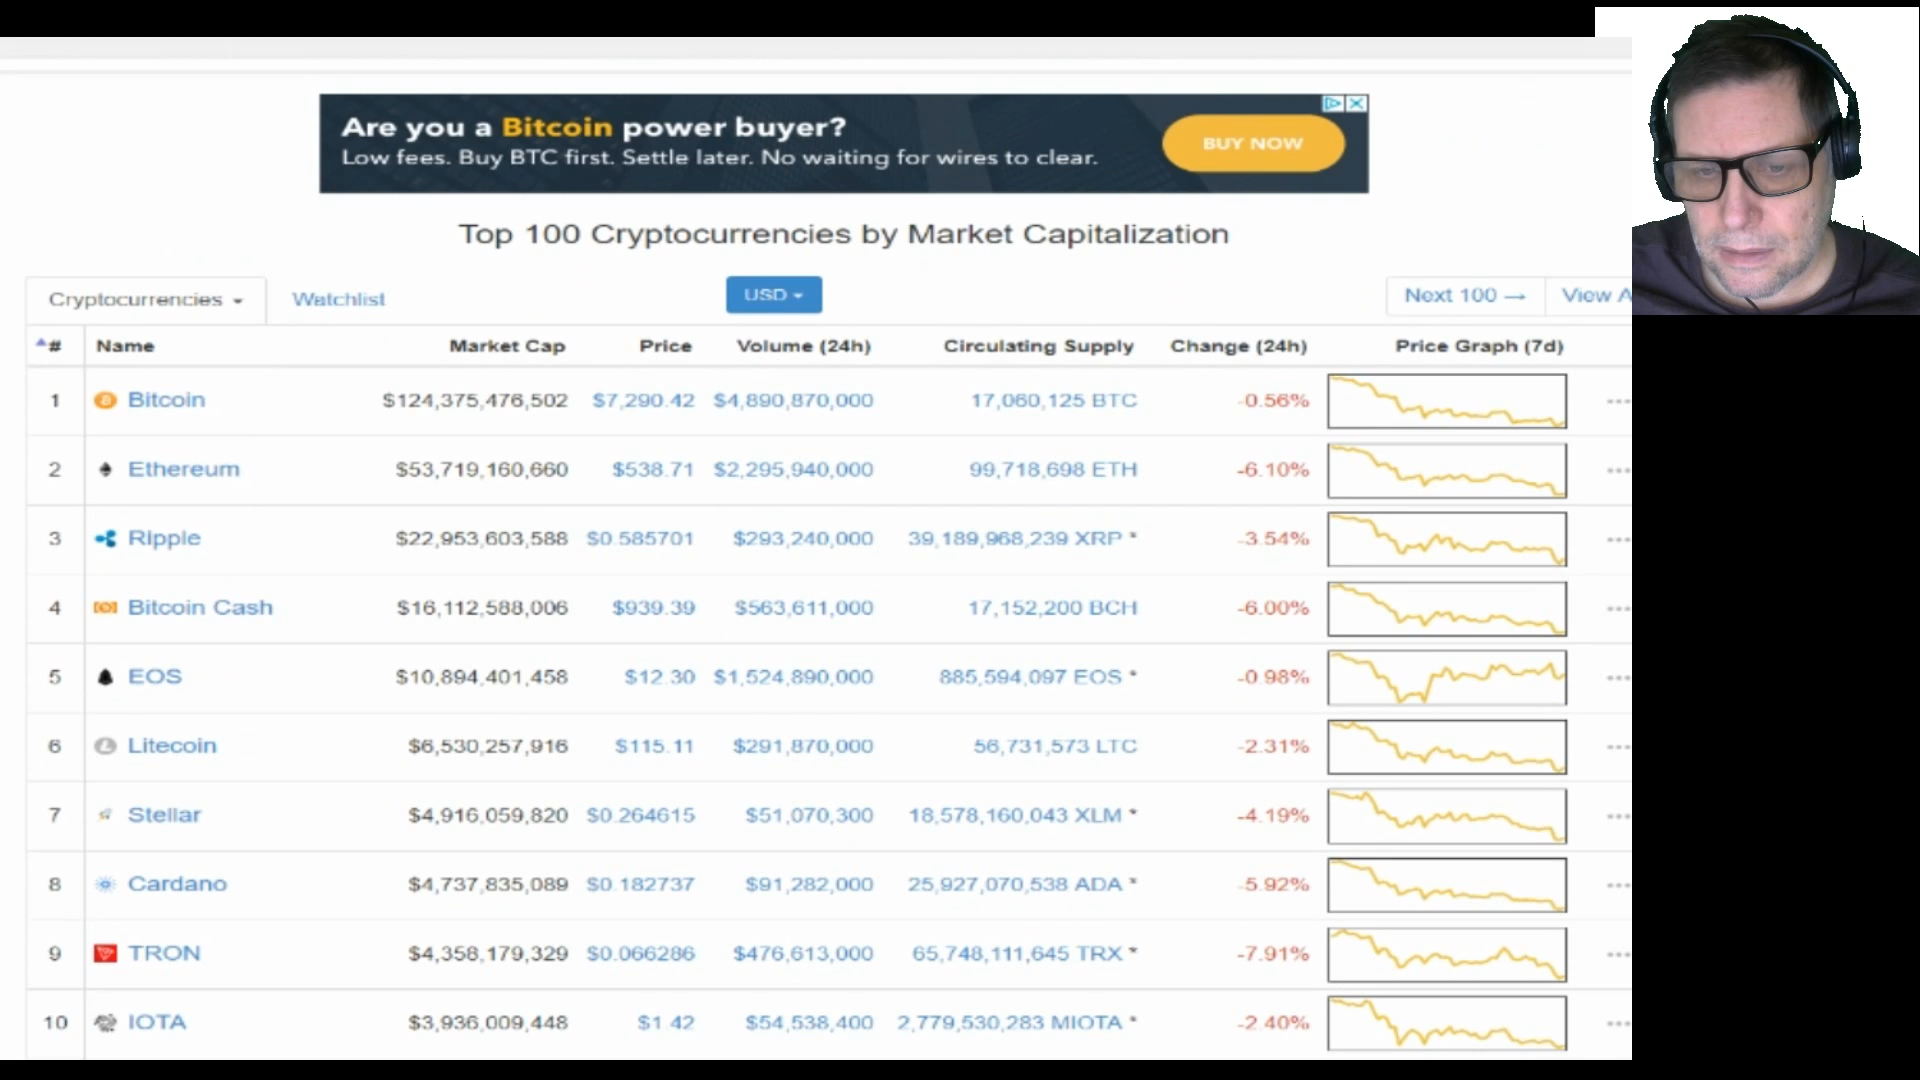 Are you a Bitcoin power buyer?
Low fees. Buy BTC first. Settle later. No waiting for wires to clear.
BUY NOW
Top 100 Cryptocurrencies by Market Capitalization
Cryptocurrencies Watchlist USD Next 100 → View A
# Name Market Cap Price Volume (24h) Circulating Supply Change (24h) Price Graph (7d)
1 Bitcoin $124,375,476,502 $7,290.42 $4,890,870,000 17,060,125 BTC -0.56%
2 Ethereum $53,719,160,660 $538.71 $2,295,940,000 99,718,698 ETH -6.10%
3 Ripple $22,953,603,588 $0.585701 $293,240,000 39,189,968,239 XRP * -3.54%
4 Bitcoin Cash $16,112,588,006 $939.39 $563,611,000 17,152,200 BCH -6.00%
5 EOS $10,894,401,458 $12.30 $1,524,890,000 885,594,097 EOS * -0.98%
6 Litecoin $6,530,257,916 $115.11 $291,870,000 56,731,573 LTC -2.31%
7 Stellar $4,916,059,820 $0.264615 $51,070,300 18,578,160,043 XLM * -4.19%
8 Cardano $4,737,835,089 $0.182737 $91,282,000 25,927,070,538 ADA * -5.92%
9 TRON $4,358,179,329 $0.066286 $476,613,000 65,748,111,645 TRX * -7.91%
10 IOTA $3,936,009,448 $1.42 $54,538,400 2,779,530,283 MIOTA * -2.40%